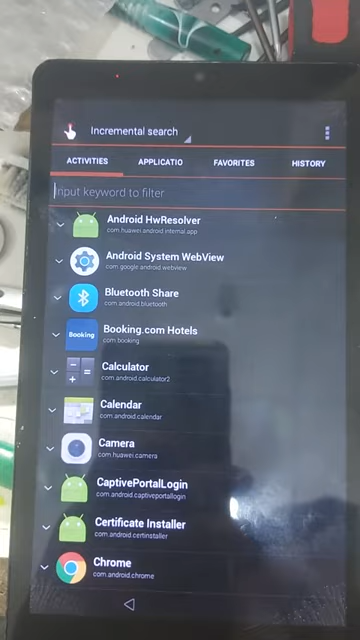 Incremental search
ACTIVITIES APPLICATIO FAVORITES HISTORY
Input keyword to filter
Android HwResolver
com.huawei.android.internal.app
Android System WebView
com.google.android.webview
Bluetooth Share
com.android.bluetooth
Booking.com Hotels
com.booking
Booking
Calculator
com.android.calculator2
Calendar
com.android.calendar
Camera
com.huawei.camera
CaptivePortalLogin
com.android.captiveportallogin
Certificate Installer
com.android.certinstaller
Chrome
com.android.chrome